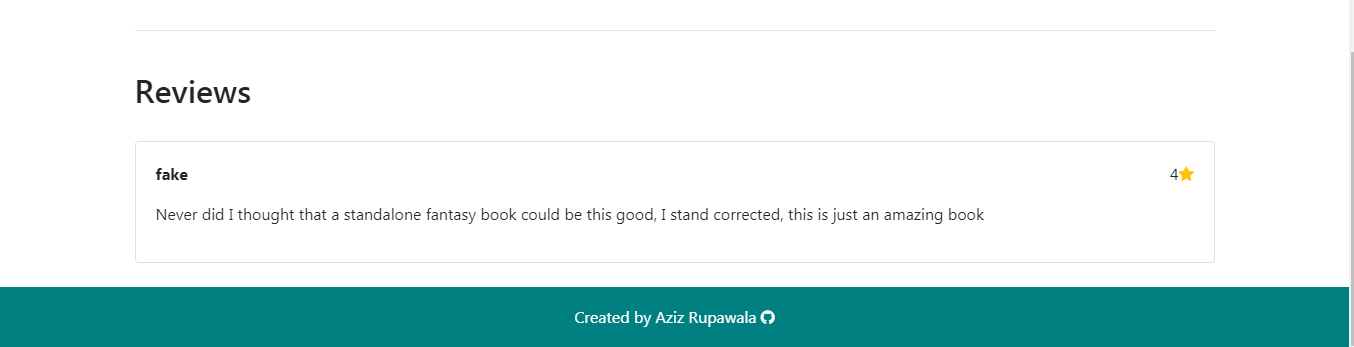 Reviews
fake
4
Never did I thought that a standalone fantasy book could be this good, I stand corrected, this is just an amazing book
Created by Aziz Rupawala